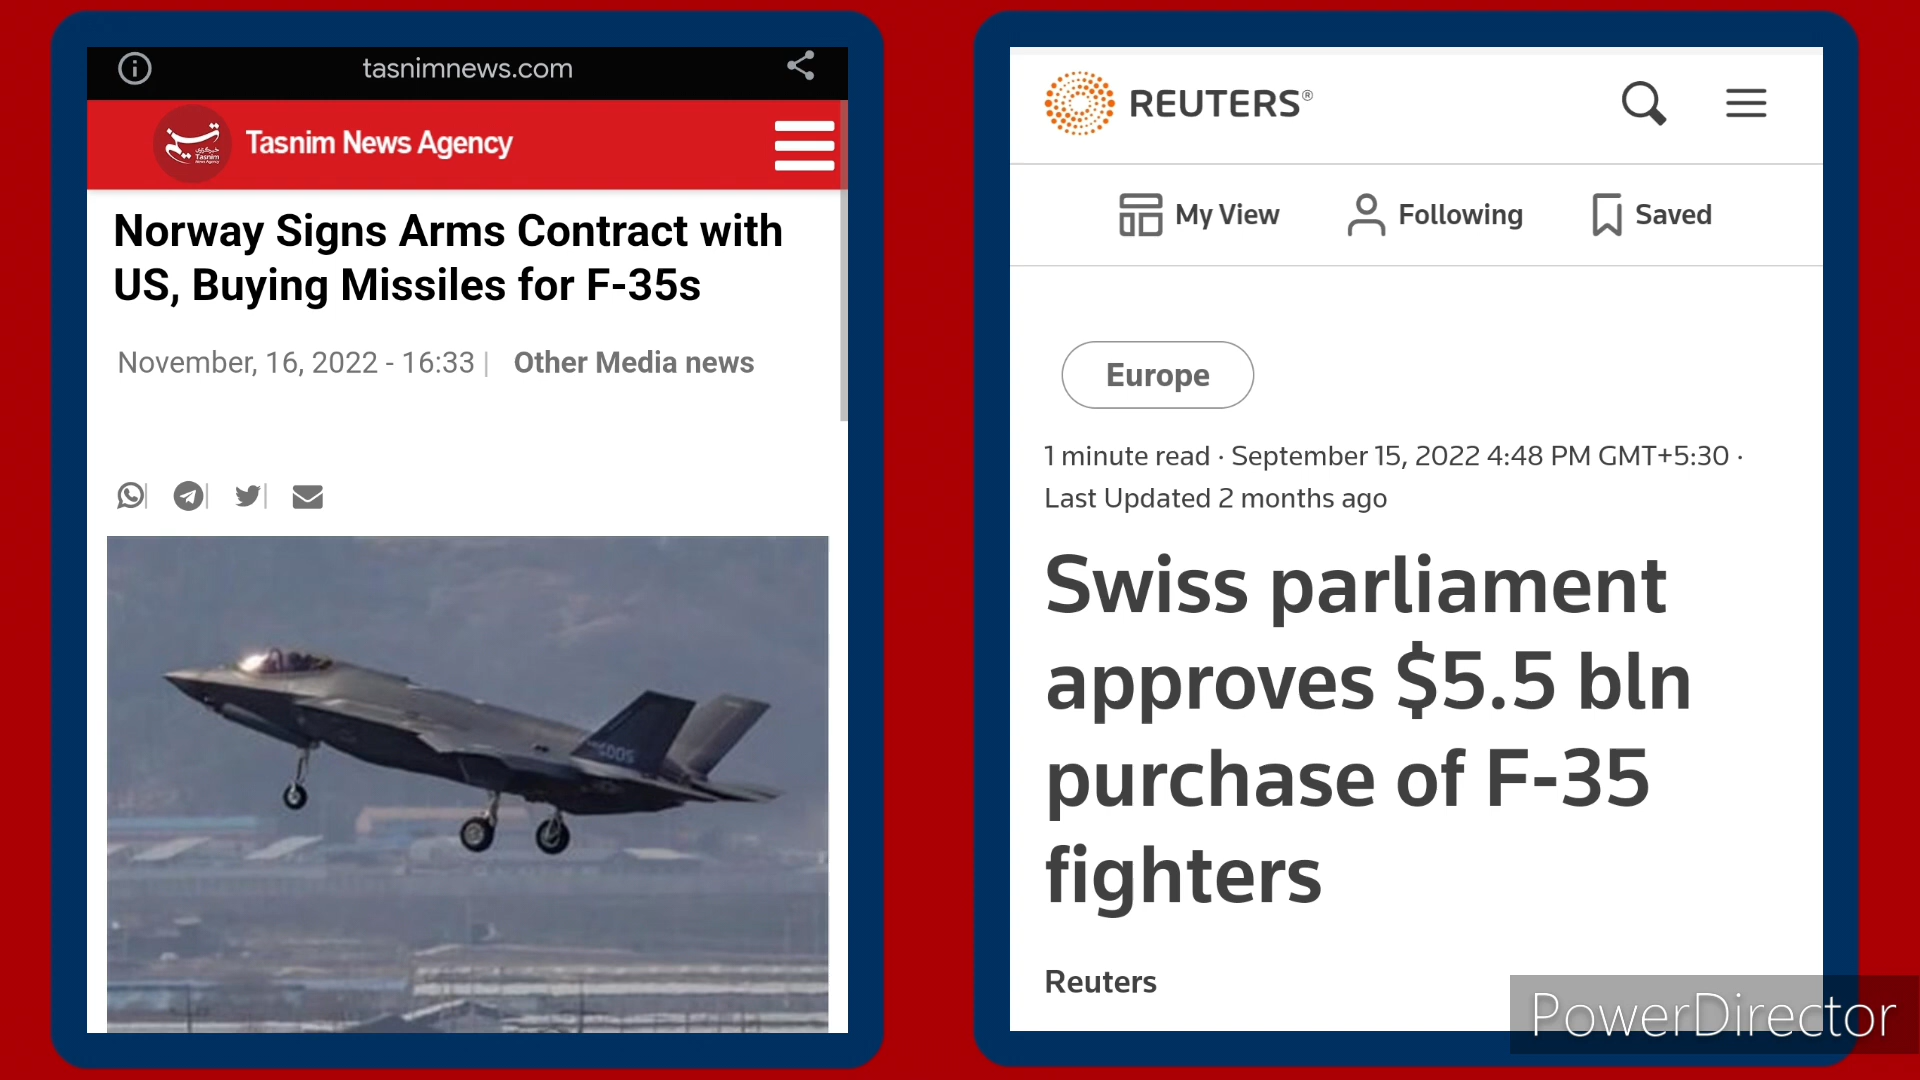 tasnimnews.com
Tasnim News Agency
Norway Signs Arms Contract with
US, Buying Missiles for F-35s
November, 16, 2022 - 16:33 | Other Media news
REUTERS®
My View
Following
Saved
Europe
1 minute read · September 15, 2022 4:48 PM GMT+5:30 ·
Last Updated 2 months ago
Swiss parliament
approves $5.5 bln
purchase of F-35
fighters
Reuters
PowerDirector